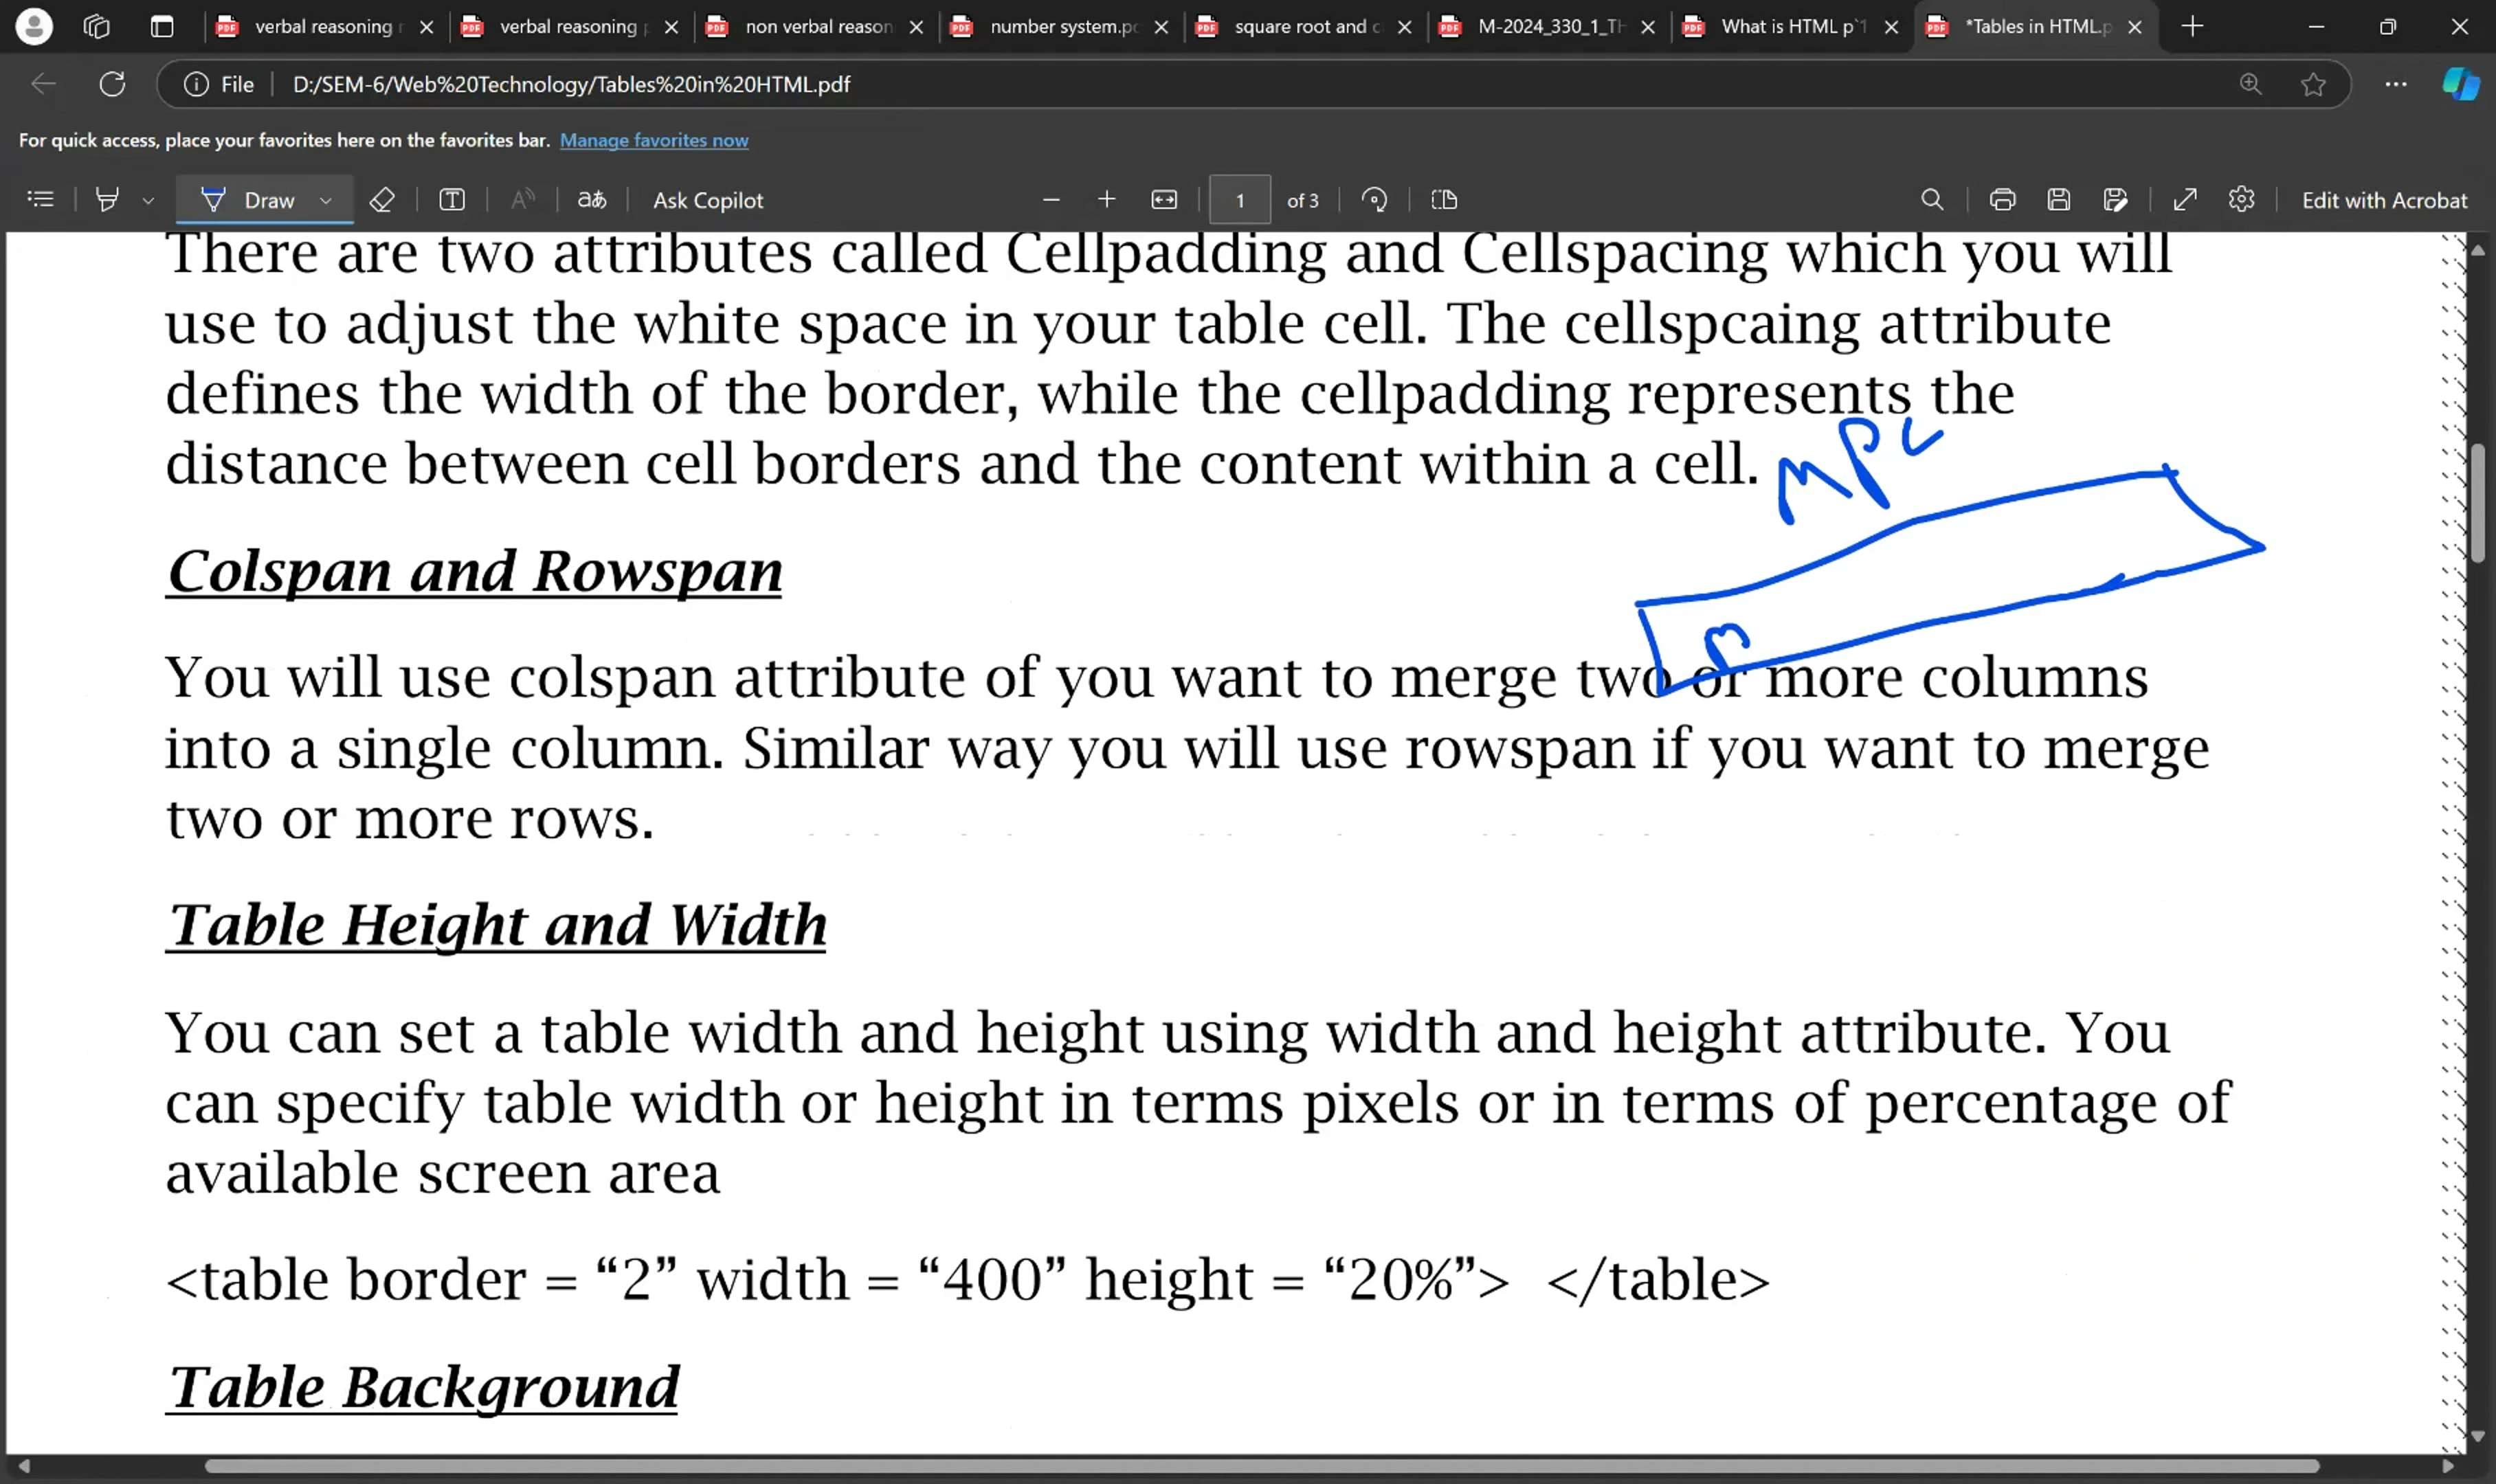 verbal reasoning
verbal reasoning
non verbal reason
number system.pc
square root and c
M-2024_330_1_TH
What is HTML p`1
*Tables in HTML.p
File D:/SEM-6/Web%20Technology/Tables%20in%20HTML.pdf
For quick access, place your favorites here on the favorites bar. Manage favorites now
Draw
aあ
Ask Copilot
1 of 3
Edit with Acrobat
There are two attributes called Cellpadding and Cellspacing which you will
use to adjust the white space in your table cell. The cellspcaing attribute
defines the width of the border, while the cellpadding represents the
distance between cell borders and the content within a cell.
Colspan and Rowspan
You will use colspan attribute of you want to merge two or more columns
into a single column. Similar way you will use rowspan if you want to merge
two or more rows.
Table Height and Width
You can set a table width and height using width and height attribute. You
can specify table width or height in terms pixels or in terms of percentage of
available screen area
<table border = “2” width = “400” height = “20%”> </table>
Table Background